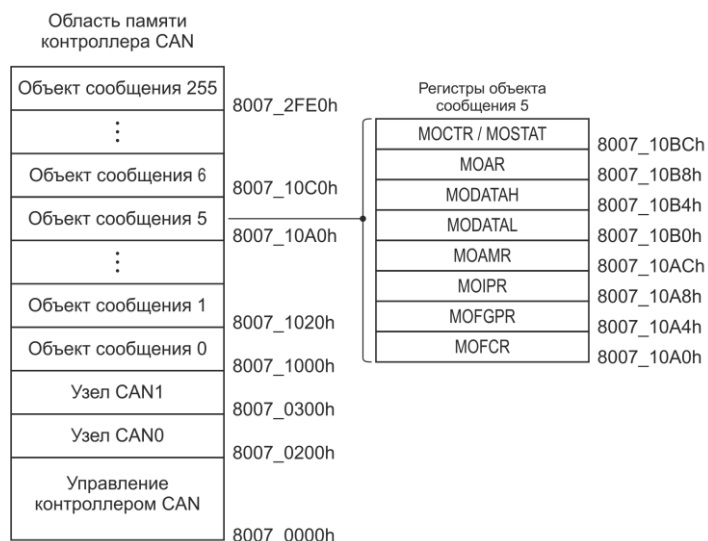 Область памяти
контроллера CAN
Объект сообщения 255
8007_2FE0h
Объект сообщения 6
8007_10C0h
Объект сообщения 5
8007_10A0h
Объект сообщения 1
8007_1020h
Объект сообщения 0
8007_1000h
Узел CAN1
8007_0300h
Узел CAN0
8007_0200h
Управление
контроллером CAN
8007_0000h
Регистры объекта
сообщения 5
MOCTR / MOSTAT
8007_10BCh
MOAR
8007_10B8h
MODATAH
8007_10B4h
MODATAL
8007_10B0h
MOAMR
8007_10ACh
MOIPR
8007_10A8h
MOFGPR
8007_10A4h
MOFCR
8007_10A0h